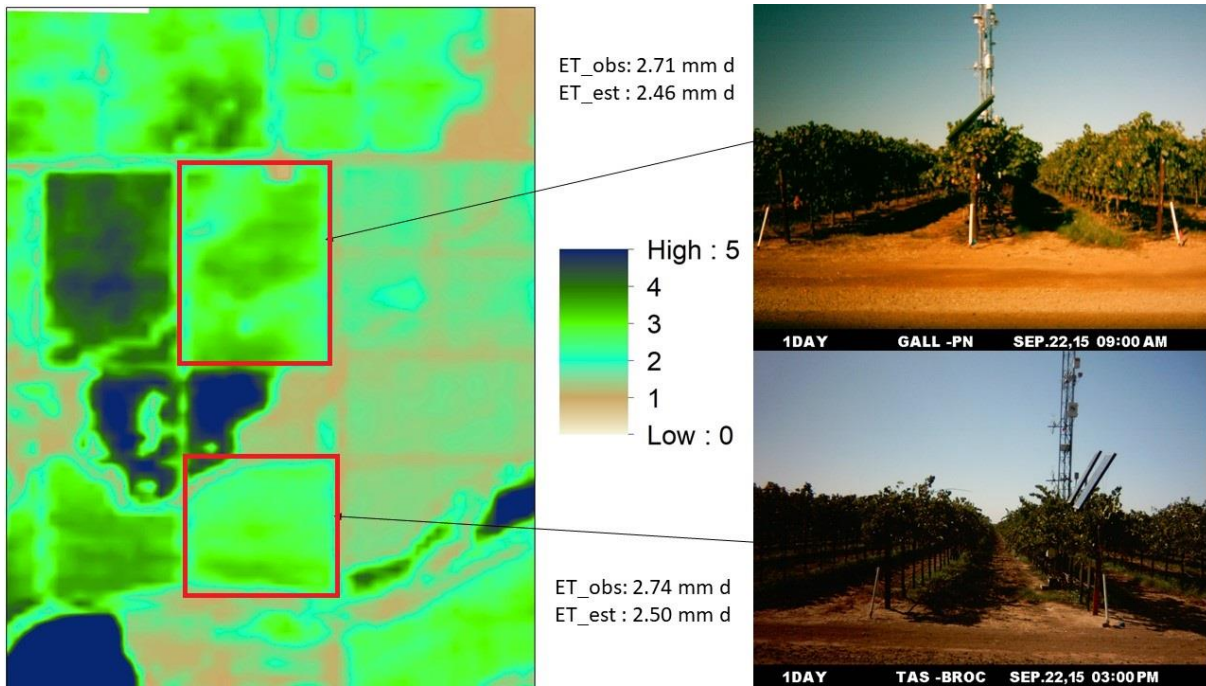 ET_obs: 2.71 mm d
ET_est : 2.46 mm d
High : 5
4
3
2
1
Low : 0
ET_obs: 2.74 mm d
ET_est : 2.50 mm d
1DAY GALL -PN SEP.22,15 09:00 AM
1DAY TAS -BROC SEP.22,15 03:00 PM